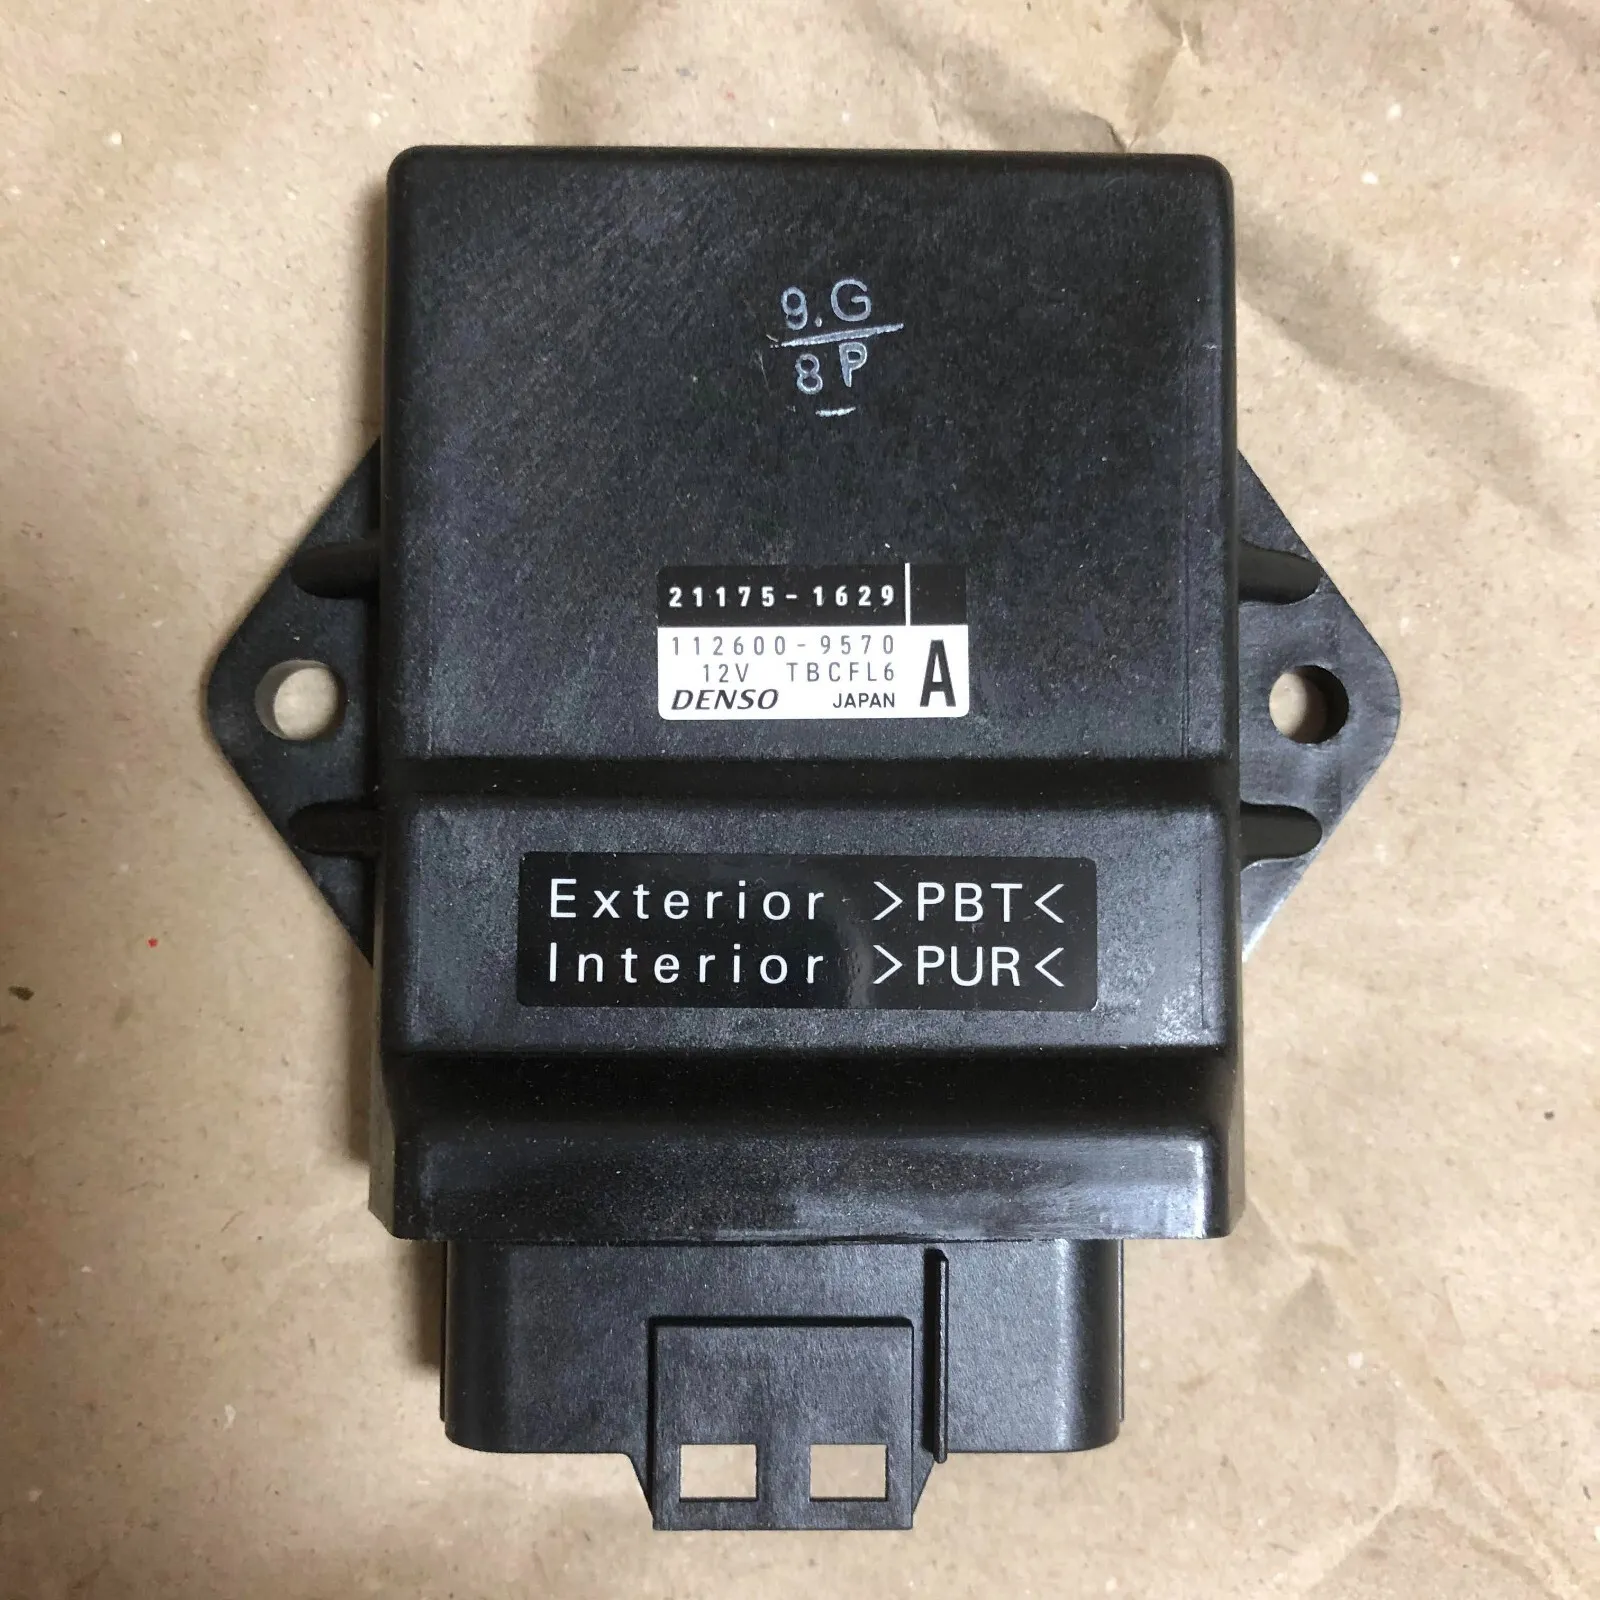 9.G
8P
21175-1629
112600-9570
12V TBCFL6
DENSO JAPAN A
Exterior >PBT<
Interior >PUR<